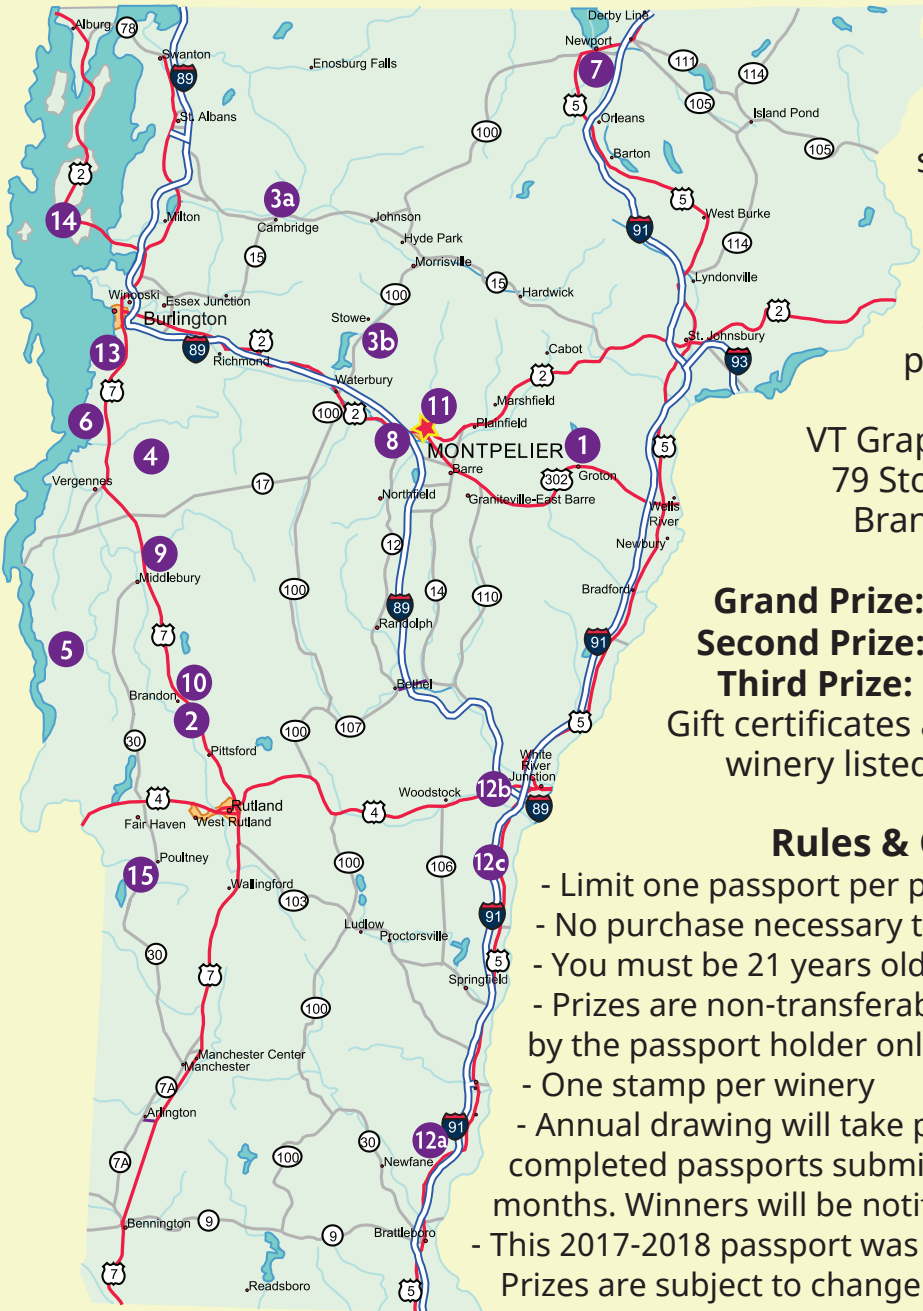 Alburg
78
Swanton
89
Enosburg Falls
St. Albans
Derby Line
Newport
7
111
114
5
105
Island Pond
Orleans
105
Barton
100
2
14
Milton
3a
Cambridge
Johnson
Hyde Park
Morrisville
15
15
100
Hardwick
5
91
West Burke
114
Lyndonville
2
St. Johnsbury
93
Winooski
Essex Junction
Burlington
Stowe
3b
13
89
2
Richmond
Cabot
2
Marshfield
Waterbury
100
2
11
Plainfield
8
MONTPELIER
1
Barre
302
Groton
7
6
4
Vergennes
17
Northfield
Graniteville-East Barre
5
Wells
River
Newbury
12
9
Middlebury
100
14
110
Bradford
89
Randolph
91
5
7
10
Brandon
2
Pittsford
Bethel
107
100
5
30
White
River
Junction
12b
89
Woodstock
4
4
Rutland
West Rutland
Fair Haven
15
Poultney
100
106
12c
Wallingford
103
91
Ludlow
Proctorsville
5
30
7
Springfield
100
Manchester Center
Manchester
7A
Arlington
91
12a
30
Newfane
7A
100
Bennington
9
9
Brattleboro
7
Readsboro
5
s
p
VT Grap
79 Sto
Bran
Grand Prize:
Second Prize:
Third Prize:
Gift certificates a
winery listed
Rules & C
- Limit one passport per p
- No purchase necessary t
- You must be 21 years old
- Prizes are non-transferab
by the passport holder onl
- One stamp per winery
- Annual drawing will take p
completed passports submi
months. Winners will be notif
- This 2017-2018 passport was
Prizes are subject to change